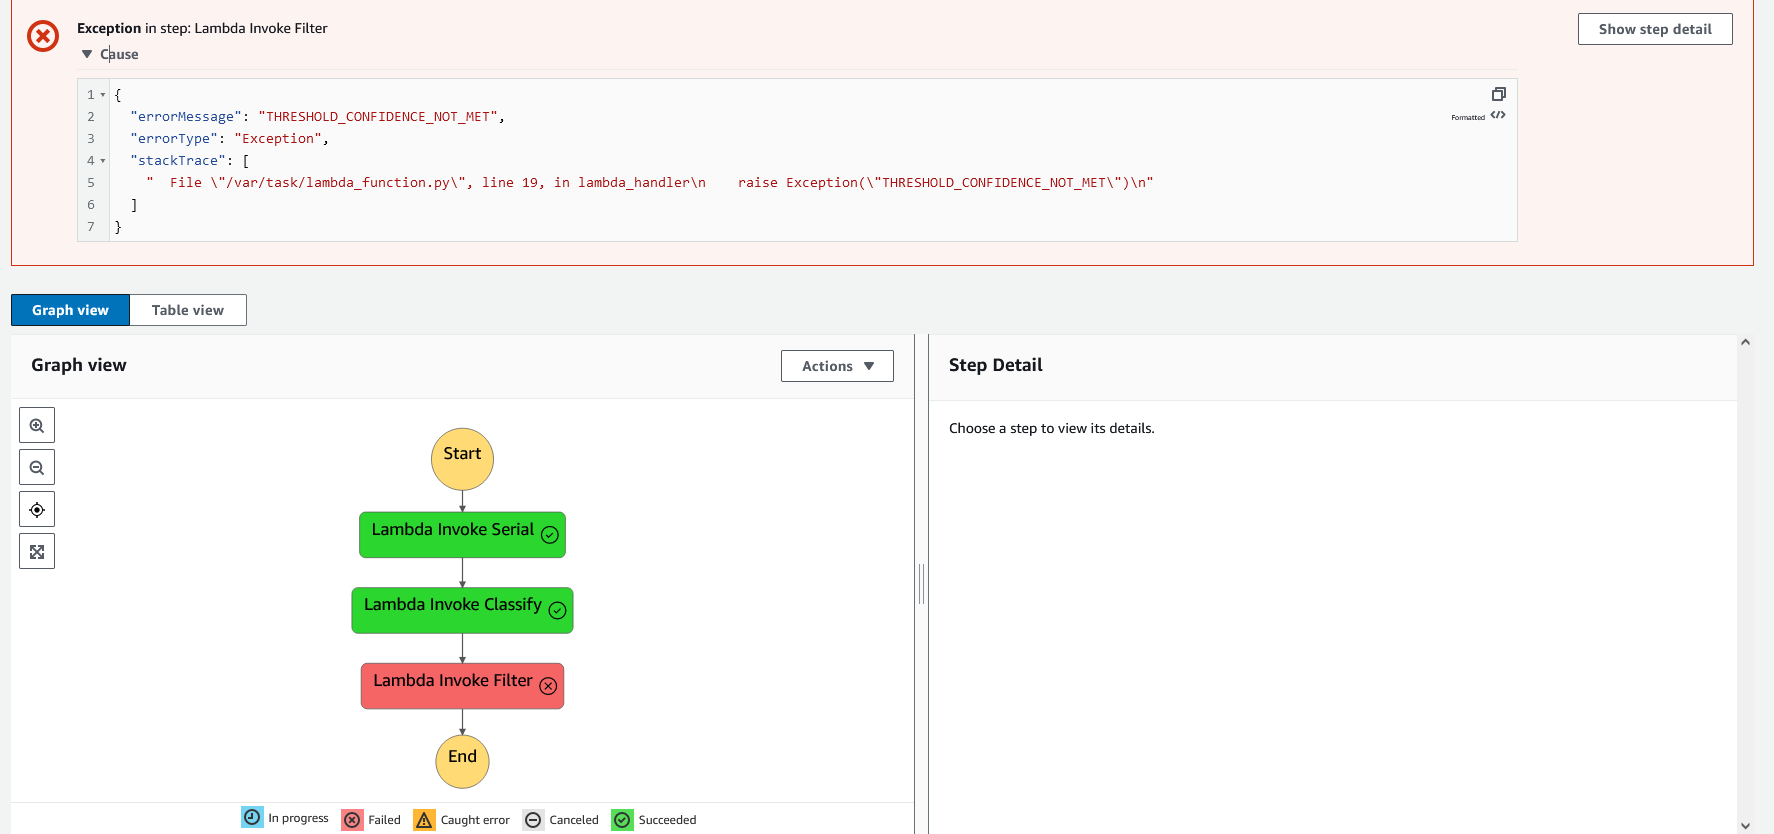 Exception in step: Lambda Invoke Filter
Show step detail
Cause
1 {
2 "errorMessage": "THRESHOLD_CONFIDENCE_NOT_MET",
3 "errorType": "Exception",
4 "stackTrace": [
5 "  File \"/var/task/lambda_function.py\", line 19, in lambda_handler\n    raise Exception(\"THRESHOLD_CONFIDENCE_NOT_MET\")\n"
6 ]
7 }
Formatted
Graph view
Table view
Graph view
Actions
Step Detail
Choose a step to view its details.
Start
Lambda Invoke Serial
Lambda Invoke Classify
Lambda Invoke Filter
End
In progress
Failed
Caught error
Canceled
Succeeded